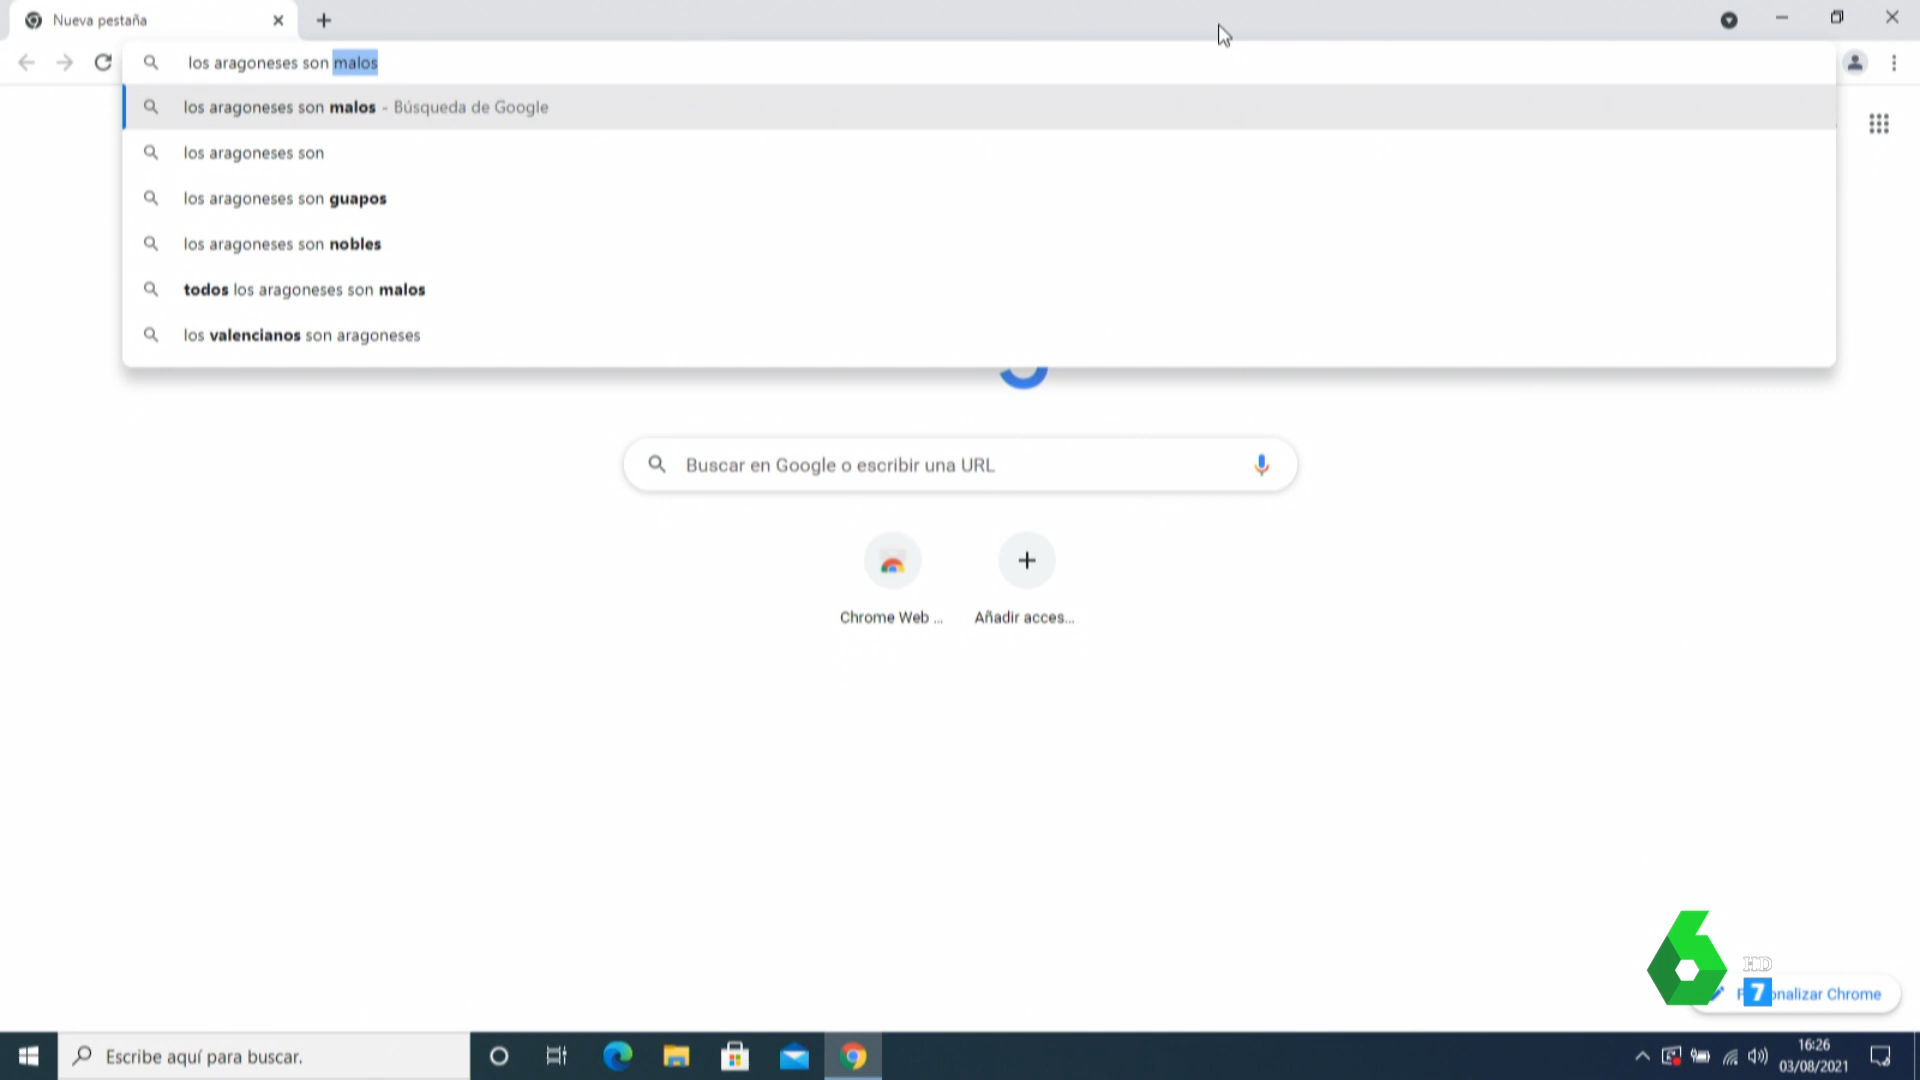 Nueva pestaña
los aragoneses son malos
los aragoneses son malos - Búsqueda de Google
los aragoneses son
los aragoneses son guapos
los aragoneses son nobles
todos los aragoneses son malos
los valencianos son aragoneses
Buscar en Google o escribir una URL
Chrome Web ...
Añadir acces...
6
HD
7
onalizar Chrome
Escribe aquí para buscar.
16:26
03/08/2021